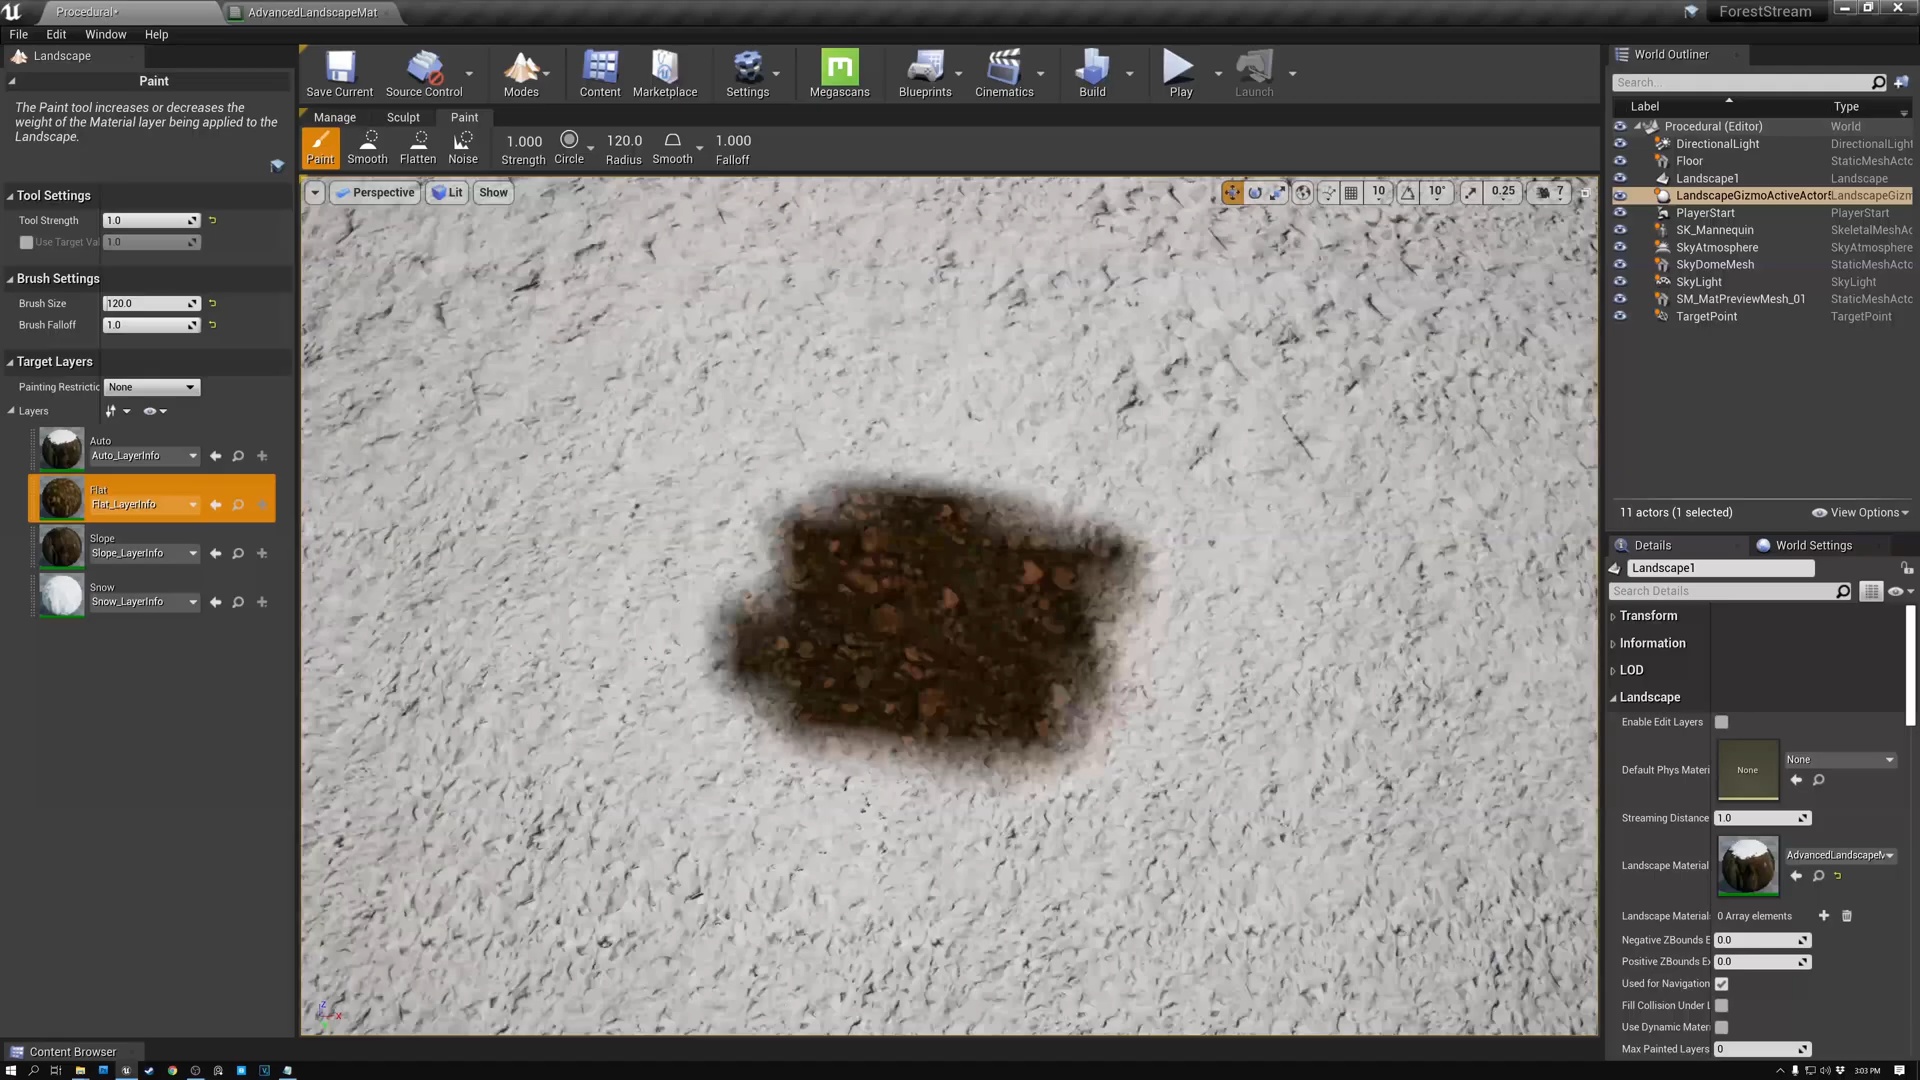 Procedural•
AdvancedLandscapeMat
ForestStream
File
Edit
Window
Help
Landscape
Paint
The Paint tool increases or decreases the
weight of the Material layer being applied to the
Landscape.
Tool Settings
Tool Strength
1.0
Use Target Val
1.0
Brush Settings
Brush Size
120.0
Brush Falloff
1.0
Target Layers
Painting Restrictio
None
Layers
Auto
Auto_LayerInfo
Flat
Flat_LayerInfo
Slope
Slope_LayerInfo
Snow
Snow_LayerInfo
Content Browser
Save Current
Source Control
Modes
Content
Marketplace
Settings
Megascans
Blueprints
Cinematics
Build
Play
Launch
Manage
Sculpt
Paint
Paint
Smooth
Flatten
Noise
1.000
Strength
Circle
120.0
Radius
Smooth
1.000
Falloff
Perspective
Lit
Show
10
10°
0.25
7
Z
X
World Outliner
Search...
Label
Type
Procedural (Editor)
World
DirectionalLight
DirectionalLight
Floor
StaticMeshActo
Landscape1
Landscape
LandscapeGizmoActiveActor
LandscapeGizm
PlayerStart
PlayerStart
SK_Mannequin
SkeletalMeshAc
SkyAtmosphere
SkyAtmosphere
SkyDomeMesh
StaticMeshActo
SkyLight
SkyLight
SM_MatPreviewMesh_01
StaticMeshActo
TargetPoint
TargetPoint
11 actors (1 selected)
View Options
Details
World Settings
Landscape1
Search Details
Transform
Information
LOD
Landscape
Enable Edit Layers
Default Phys Materi
None
None
Streaming Distance
1.0
Landscape Material
AdvancedLandscapeM
Landscape Material
0 Array elements
Negative ZBounds E
0.0
Positive ZBounds Ex
0.0
Used for Navigation
Fill Collision Under L
Use Dynamic Mater
Max Painted Layers
0
3:03 PM